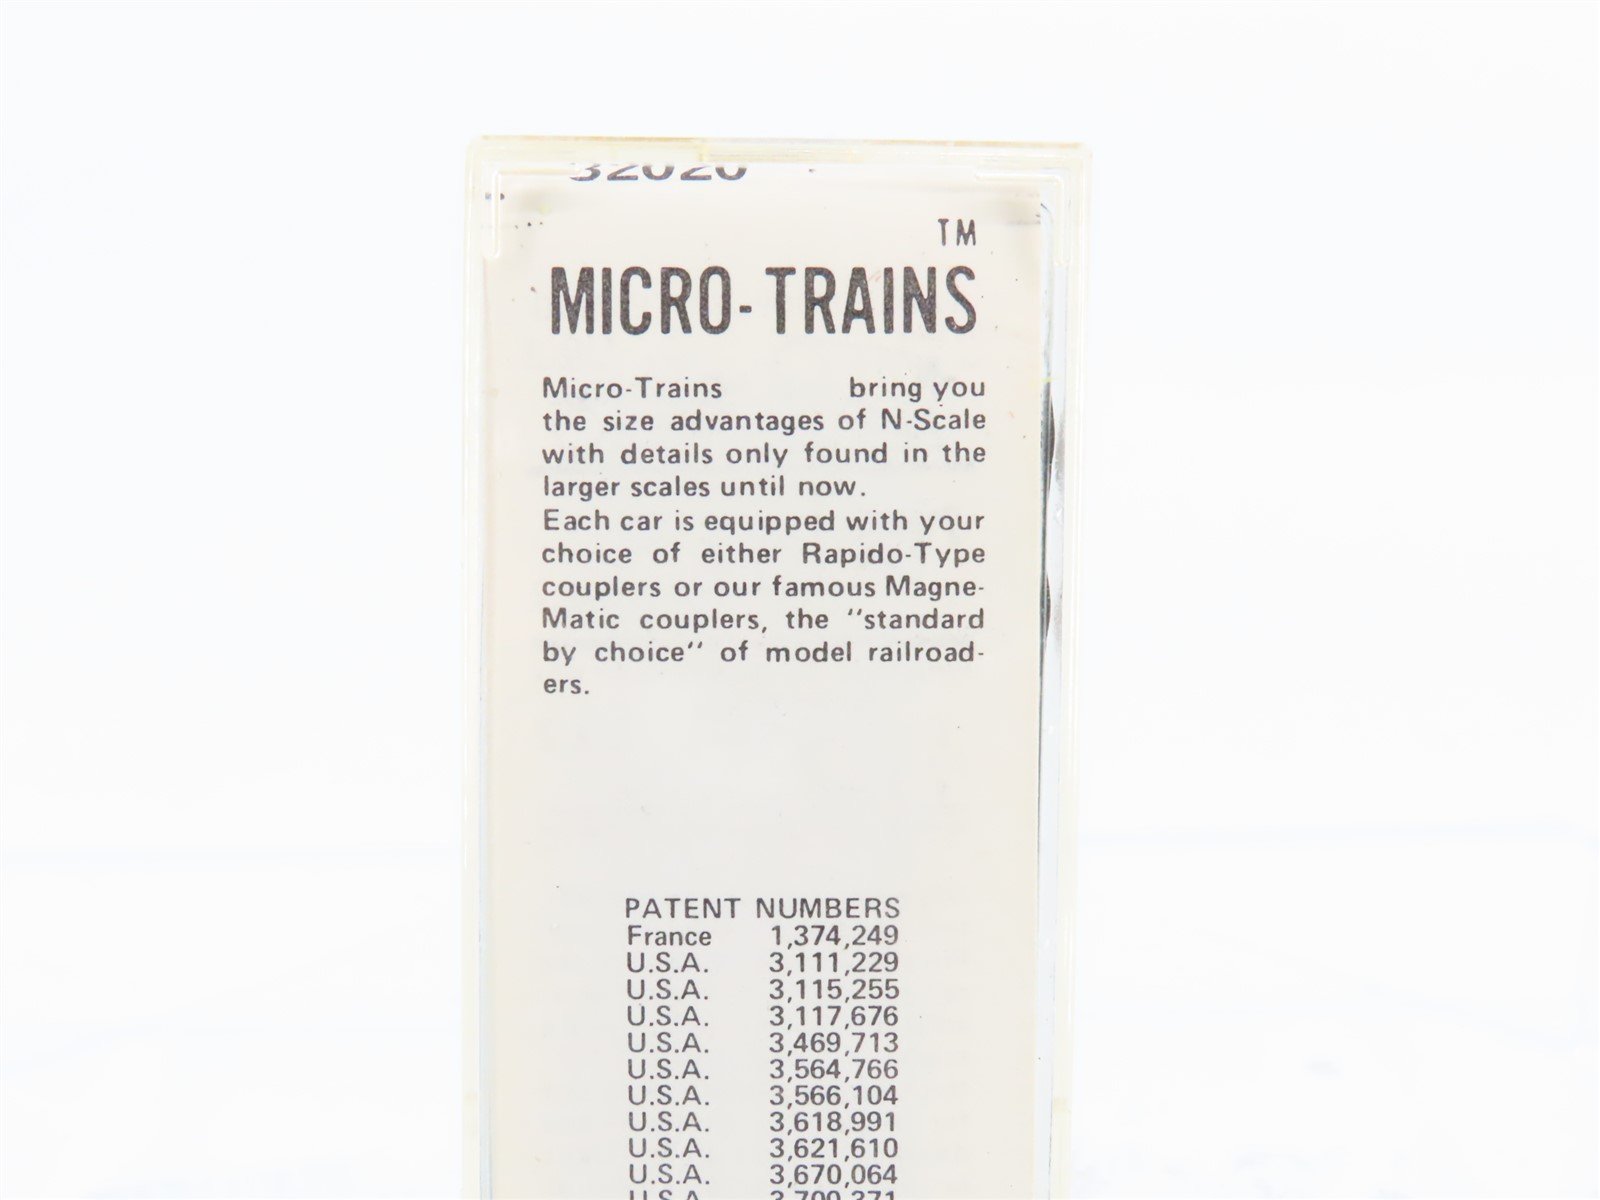 32020
TM
MICRO-TRAINS
Micro-Trains bring you
the size advantages of N-Scale
with details only found in the
larger scales until now.
Each car is equipped with your
choice of either Rapido-Type
couplers or our famous Magne-
Matic couplers, the "standard
by choice" of model railroad-
ers.
PATENT NUMBERS
France 1,374,249
U.S.A. 3,111,229
U.S.A. 3,115,255
U.S.A. 3,117,676
U.S.A. 3,469,713
U.S.A. 3,564,766
U.S.A. 3,566,104
U.S.A. 3,618,991
U.S.A. 3,621,610
U.S.A. 3,670,064
U.S.A.